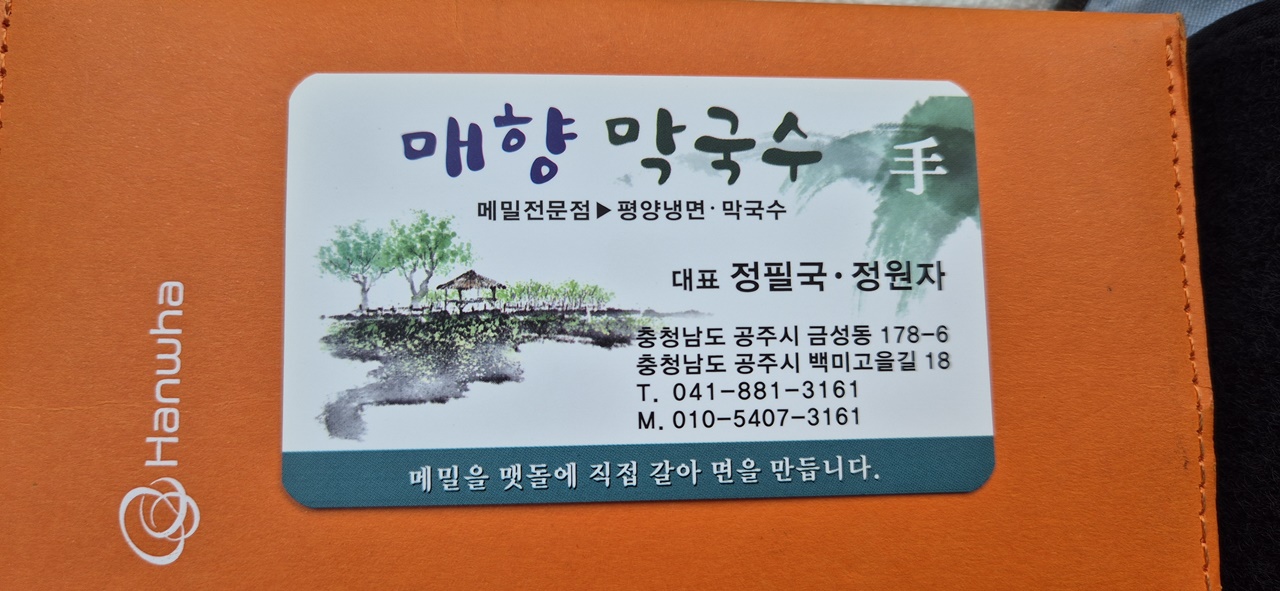 매향 막국수
手
메밀전문점▶평양냉면·막국수
대표 정필국·정원자
충청남도 공주시 금성동 178-6
충청남도 공주시 백미고을길 18
T. 041-881-3161
M. 010-5407-3161
메밀을 맷돌에 직접 갈아 면을 만듭니다.
Hanwha